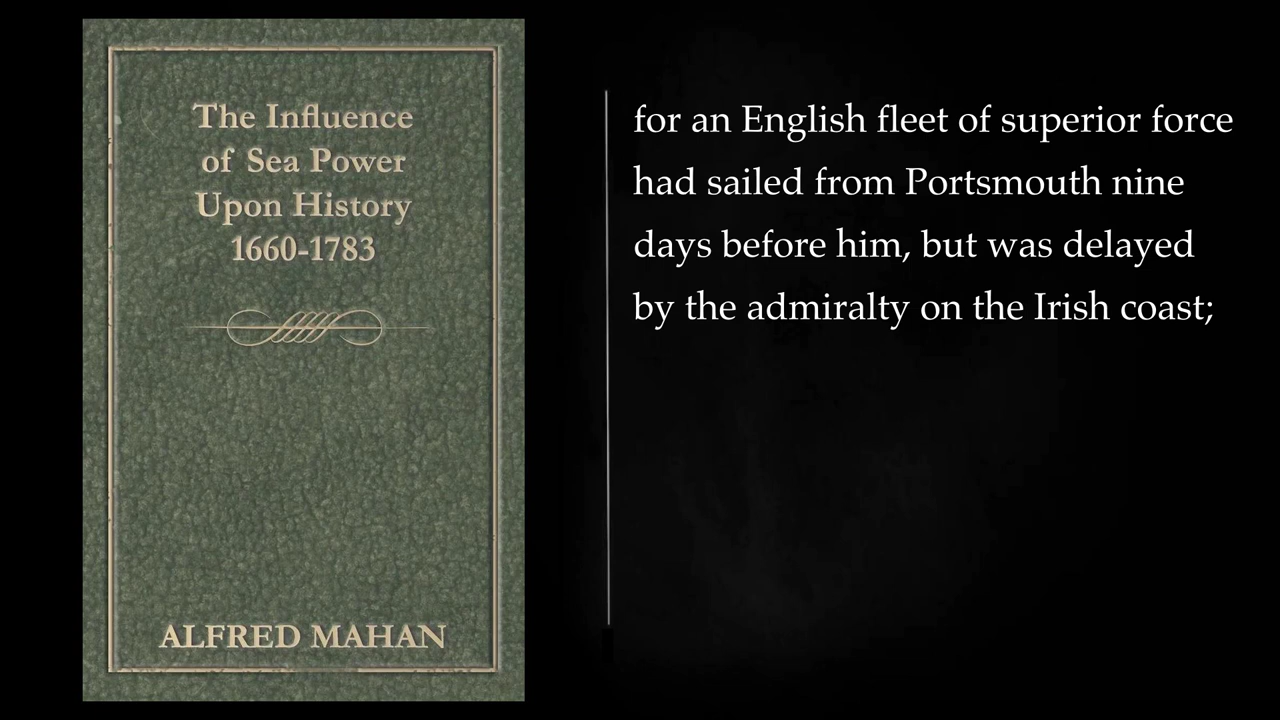 The Influence
of Sea Power
Upon History
1660-1783
ALFRED MAHAN
for an English fleet of superior force
had sailed from Portsmouth nine
days before him, but was delayed
by the admiralty on the Irish coast;